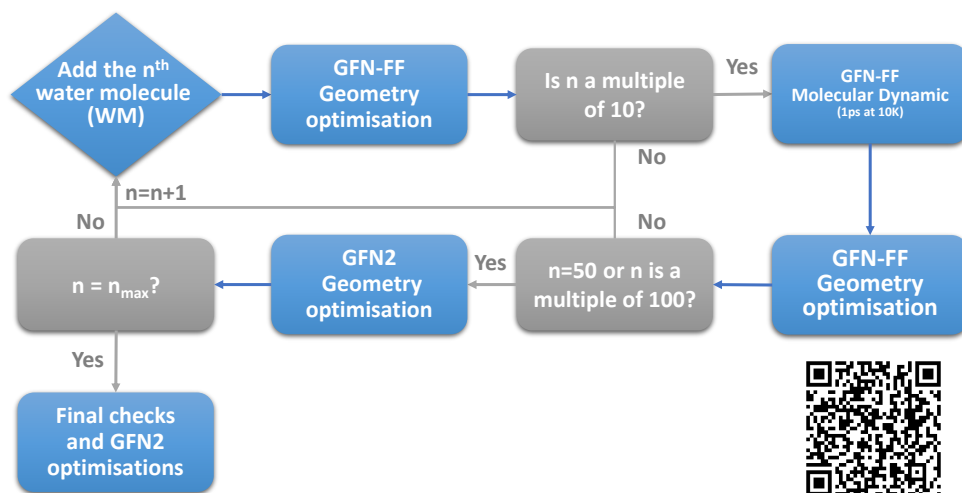 Add the nth
water molecule
(WM)
GFN-FF
Geometry
optimisation
Is n a multiple
of 10?
Yes
GFN-FF
Molecular Dynamic
(1ps at 10K)
No
n=n+1
No
No
n = nmax?
GFN2
Geometry
optimisation
Yes
n=50 or n is a
multiple of 100?
GFN-FF
Geometry
optimisation
Yes
Final checks
and GFN2
optimisations